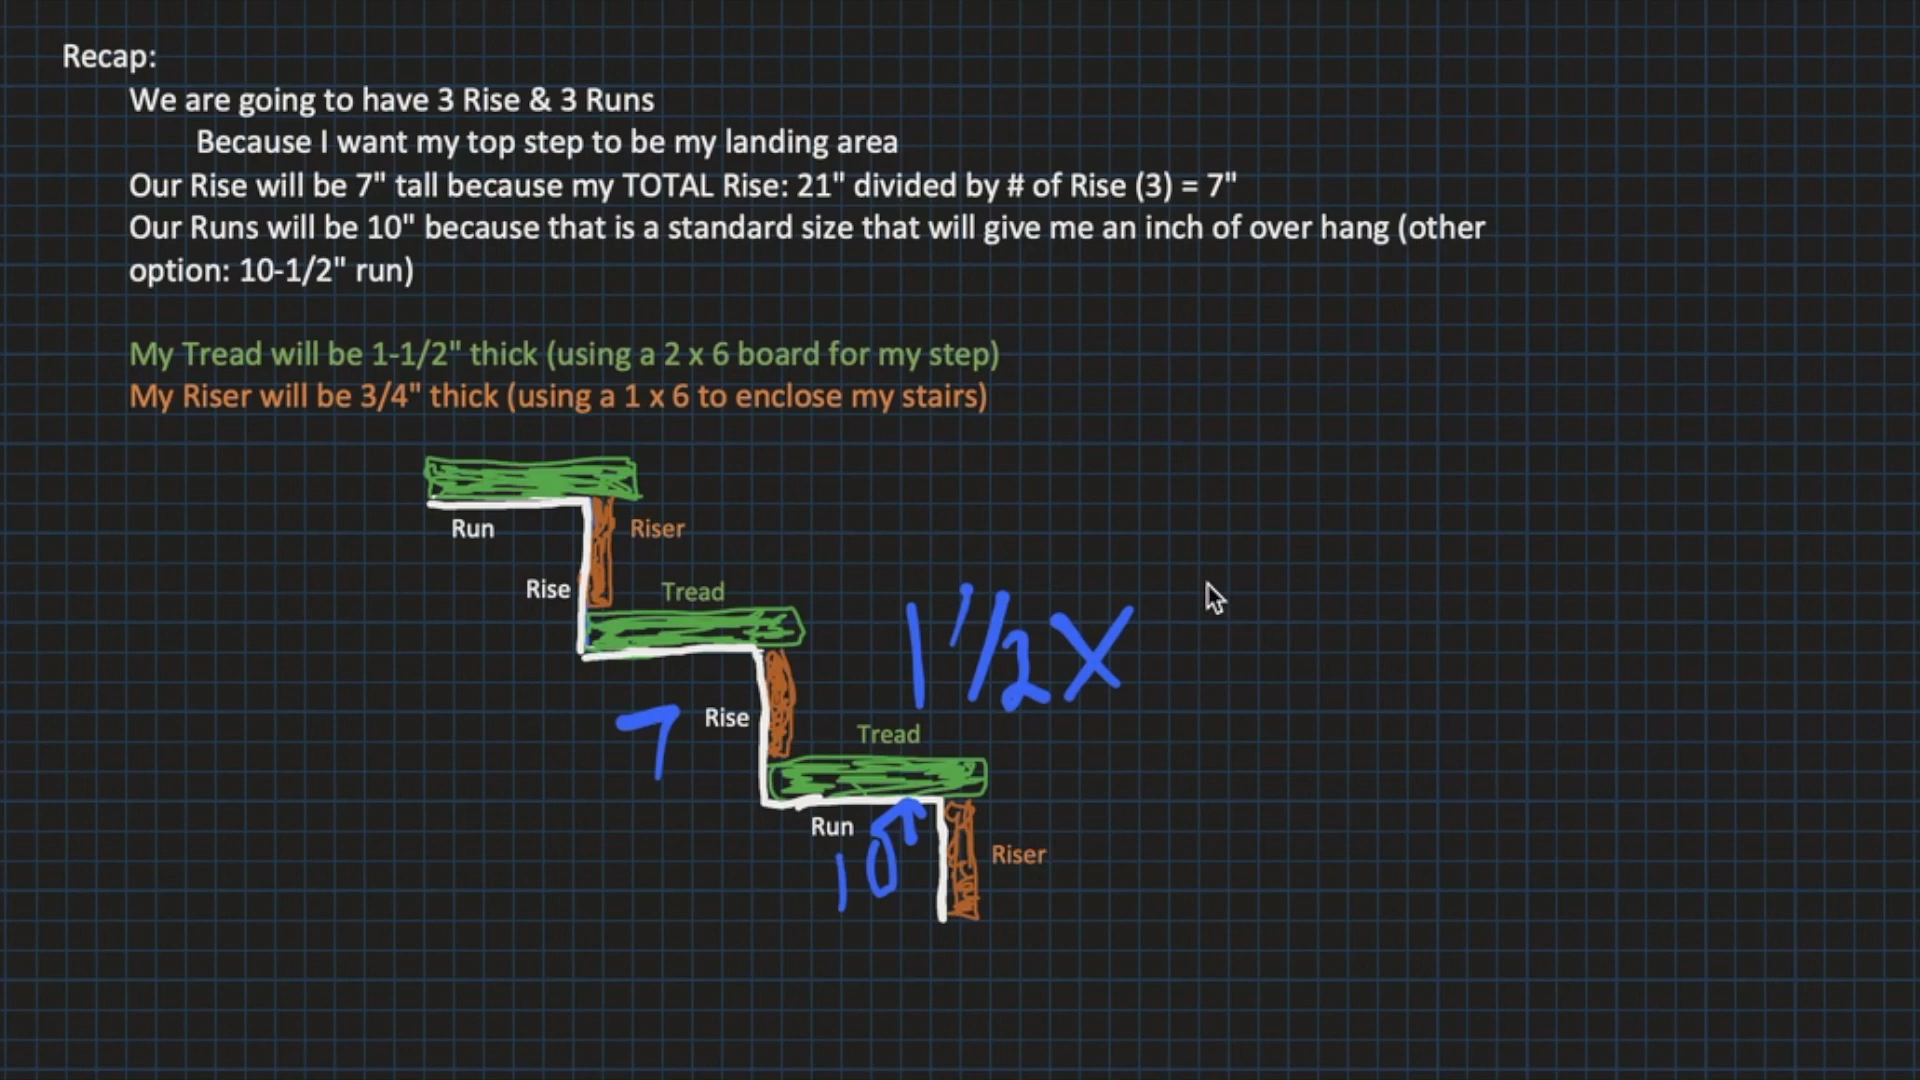 Recap:
We are going to have 3 Rise & 3 Runs
Because I want my top step to be my landing area
Our Rise will be 7" tall because my TOTAL Rise: 21" divided by # of Rise (3) = 7"
Our Runs will be 10" because that is a standard size that will give me an inch of over hang (other
option: 10-1/2" run)
My Tread will be 1-1/2" thick (using a 2 x 6 board for my step)
My Riser will be 3/4" thick (using a 1 x 6 to enclose my stairs)
Run
Riser
Rise
Tread
1 1/2 X
7
Rise
Tread
Run
10
Riser